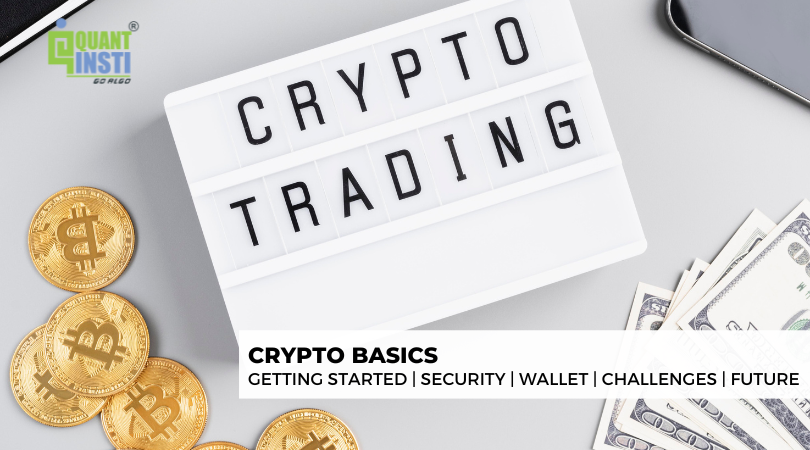 QUANT
INSTI
®
GO ALGO
CRYPTO
TRADING
CRYPTO BASICS
GETTING STARTED | SECURITY | WALLET | CHALLENGES | FUTURE